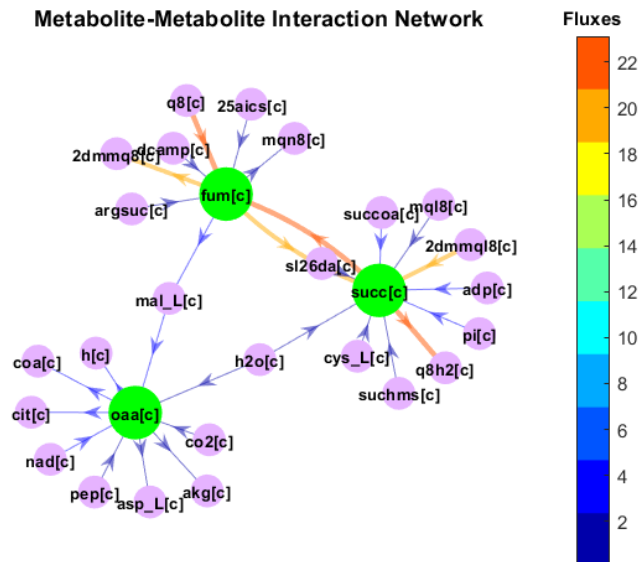 Metabolite-Metabolite Interaction Network
Fluxes
q8[c]
25aics[c]
2dmmq8[c]
dcamp[c]
mqn8[c]
fum[c]
argsuc[c]
succoa[c]
mql8[c]
2dmmql8[c]
sl26da[c]
succ[c]
adp[c]
mal_L[c]
pi[c]
h[c]
h2o[c]
cys_L[c]
q8h2[c]
coa[c]
suchms[c]
cit[c]
oaa[c]
co2[c]
nad[c]
pep[c]
asp_L[c]
akg[c]
22
20
18
16
14
12
10
8
6
4
2